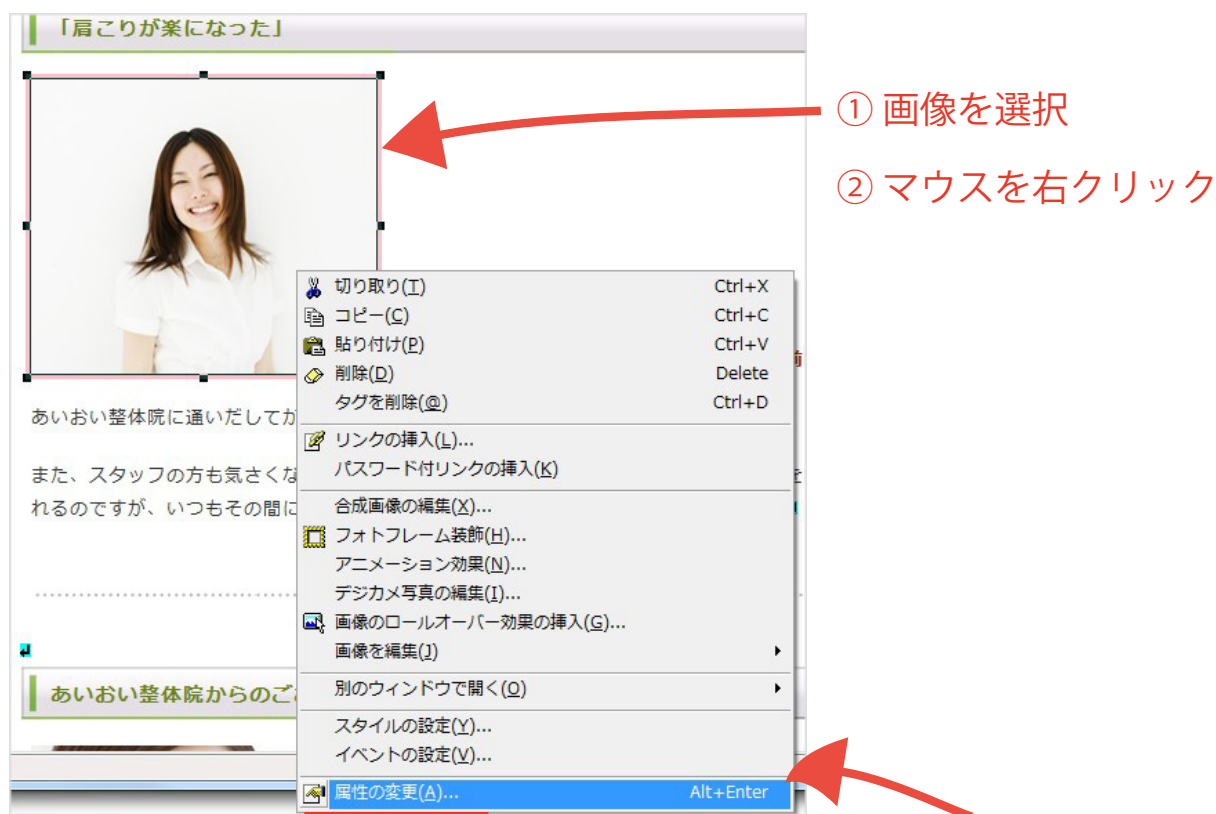 「肩こりが楽になった」
① 画像を選択
② マウスを右クリック
切り取り(T) Ctrl+X
コピー(C) Ctrl+C
貼り付け(P) Ctrl+V
前
削除(D) Delete
タグを削除(@) Ctrl+D
あいおい整体院に通いだしてか
リンクの挿入(L)...
パスワード付リンクの挿入(K)
また、スタッフの方も気さくな
を
れるのですが、いつもその間に
合成画像の編集(X)...
フォトフレーム装飾(H)...
アニメーション効果(N)...
デジカメ写真の編集(I)...
画像のロールオーバー効果の挿入(G)...
画像を編集(J)
別のウィンドウで開く(O)
あいおい整体院からのご
スタイルの設定(Y)...
イベントの設定(V)...
属性の変更(A)... Alt+Enter